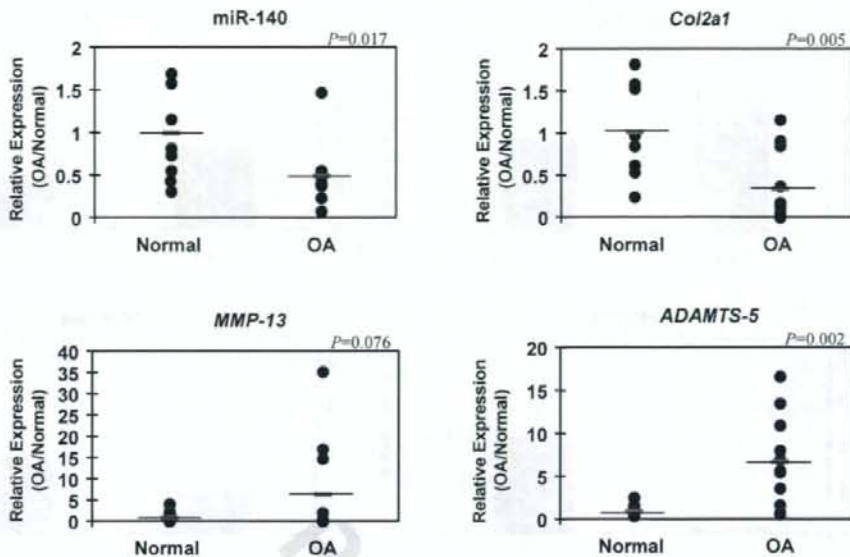 miR-140
P=0.017
Relative Expression
(OA/Normal)
2
1.5
1
0.5
0
Normal OA
Col2a1
P=0.005
Relative Expression
(OA/Normal)
2
1.5
1
0.5
0
Normal OA
MMP-13
P=0.076
Relative Expression
(OA/Normal)
40
35
30
25
20
15
10
5
0
Normal OA
ADAMTS-5
P=0.002
Relative Expression
(OA/Normal)
20
15
10
5
0
Normal OA